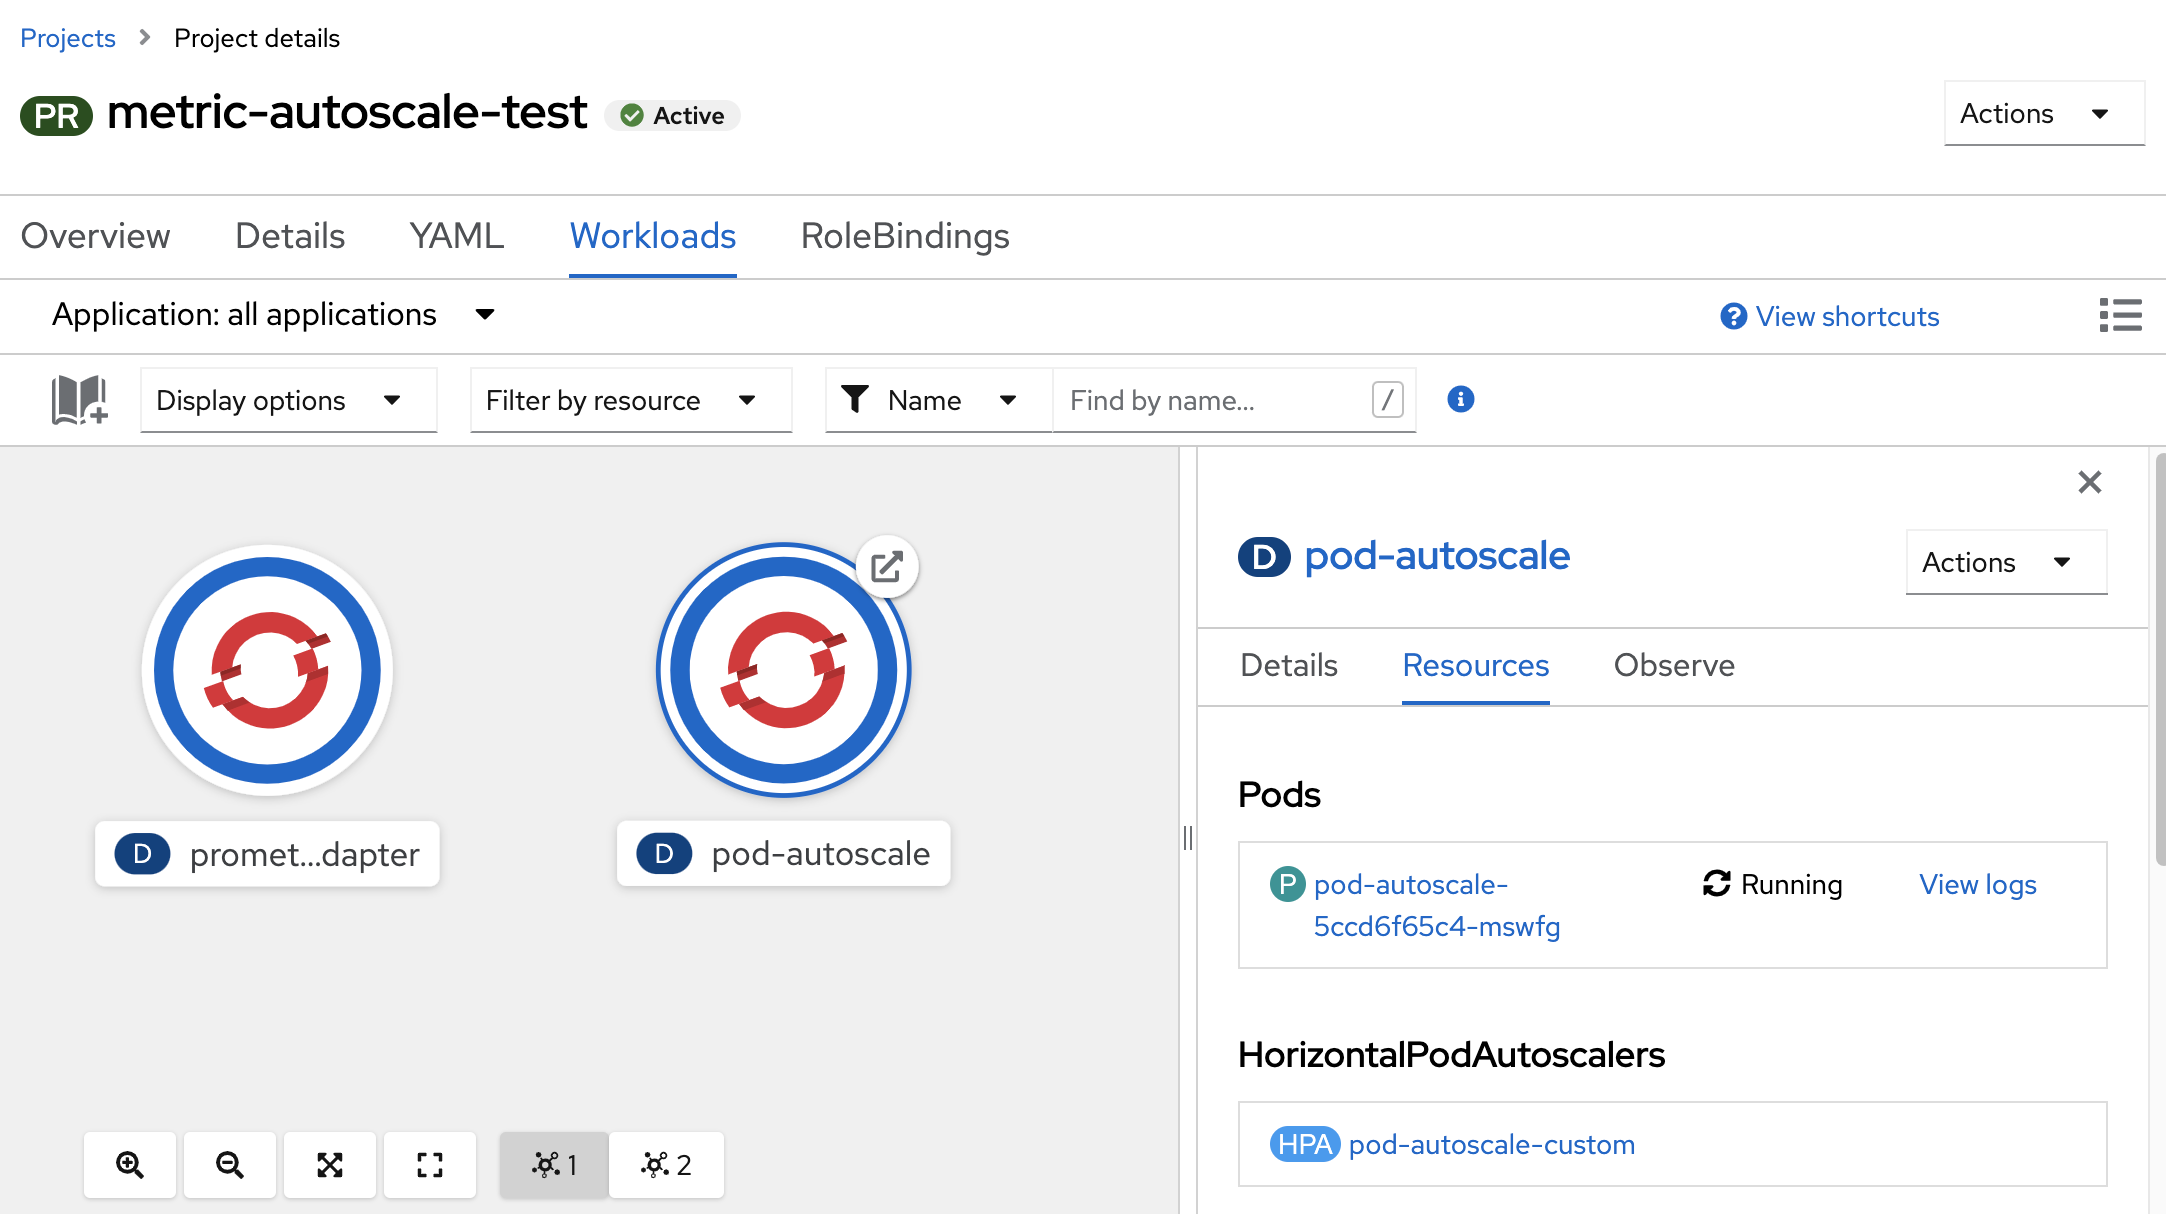 Projects > Project details
PR metric-autoscale-test Active
Actions
Overview Details YAML Workloads RoleBindings
Application: all applications
View shortcuts
Display options
Filter by resource
Name
Find by name...
/
D promet...dapter
D pod-autoscale
1
2
D pod-autoscale
Actions
Details Resources Observe
Pods
P pod-autoscale-
5ccd6f65c4-mswfg
Running
View logs
HorizontalPodAutoscalers
HPA pod-autoscale-custom